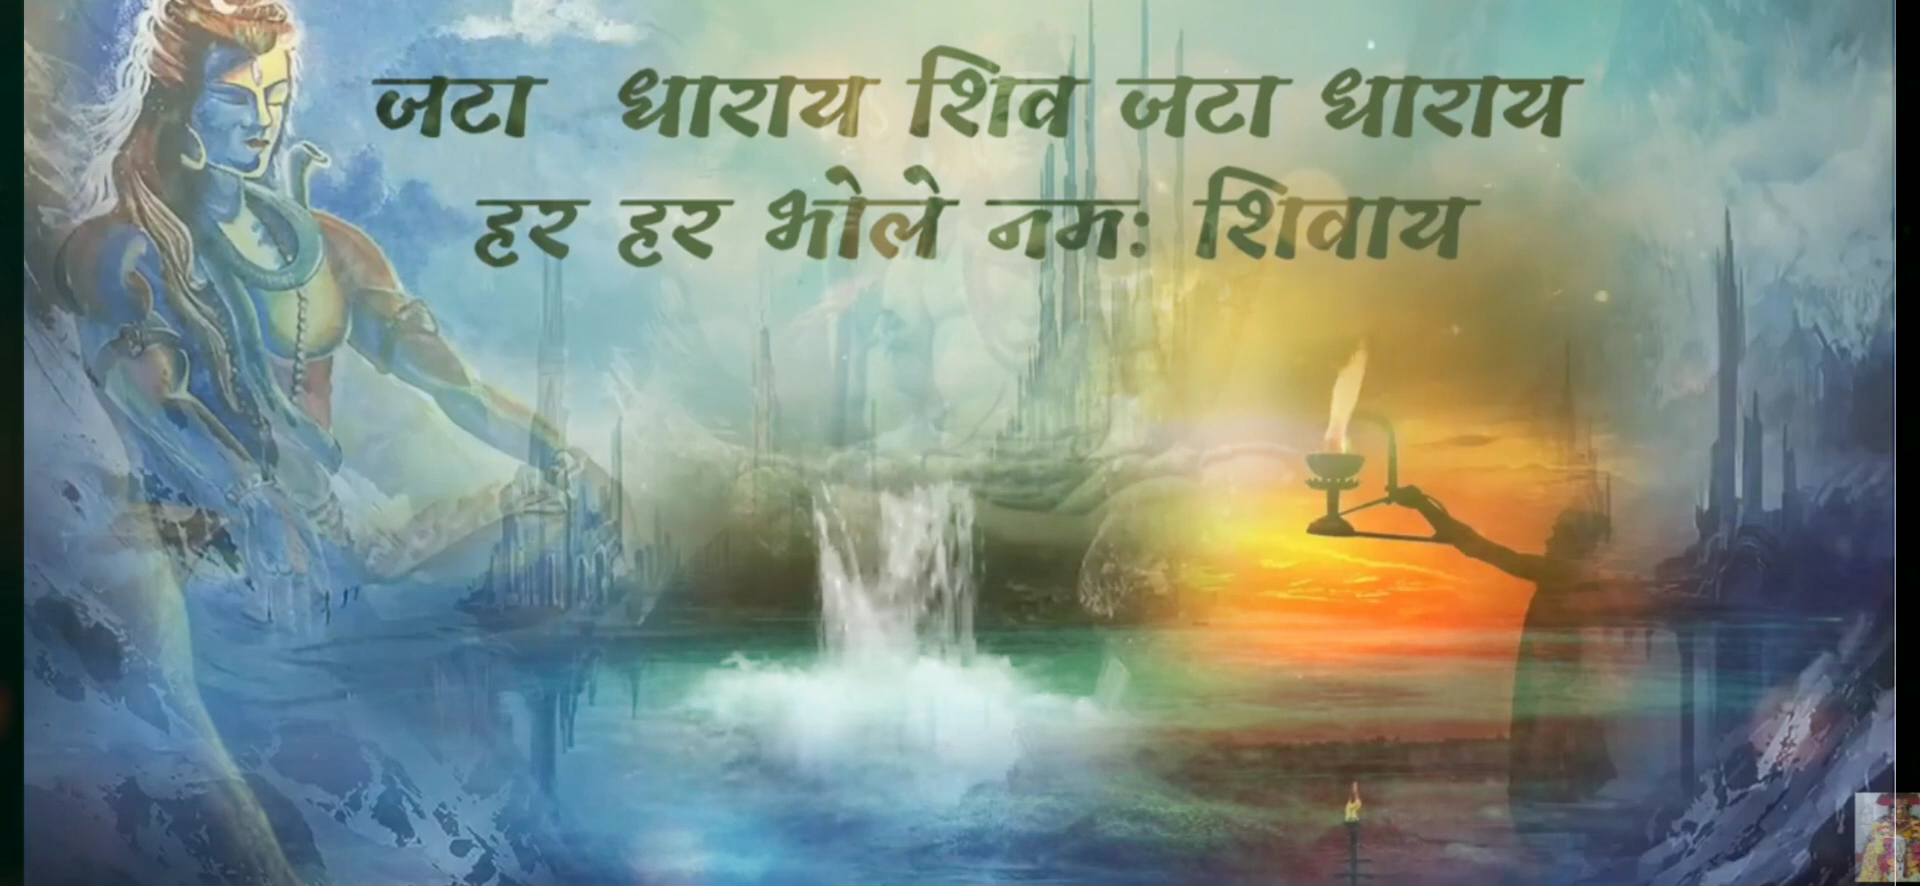 जटा धाराय शिव जटा धाराय
हर हर भोले नमः शिवाय